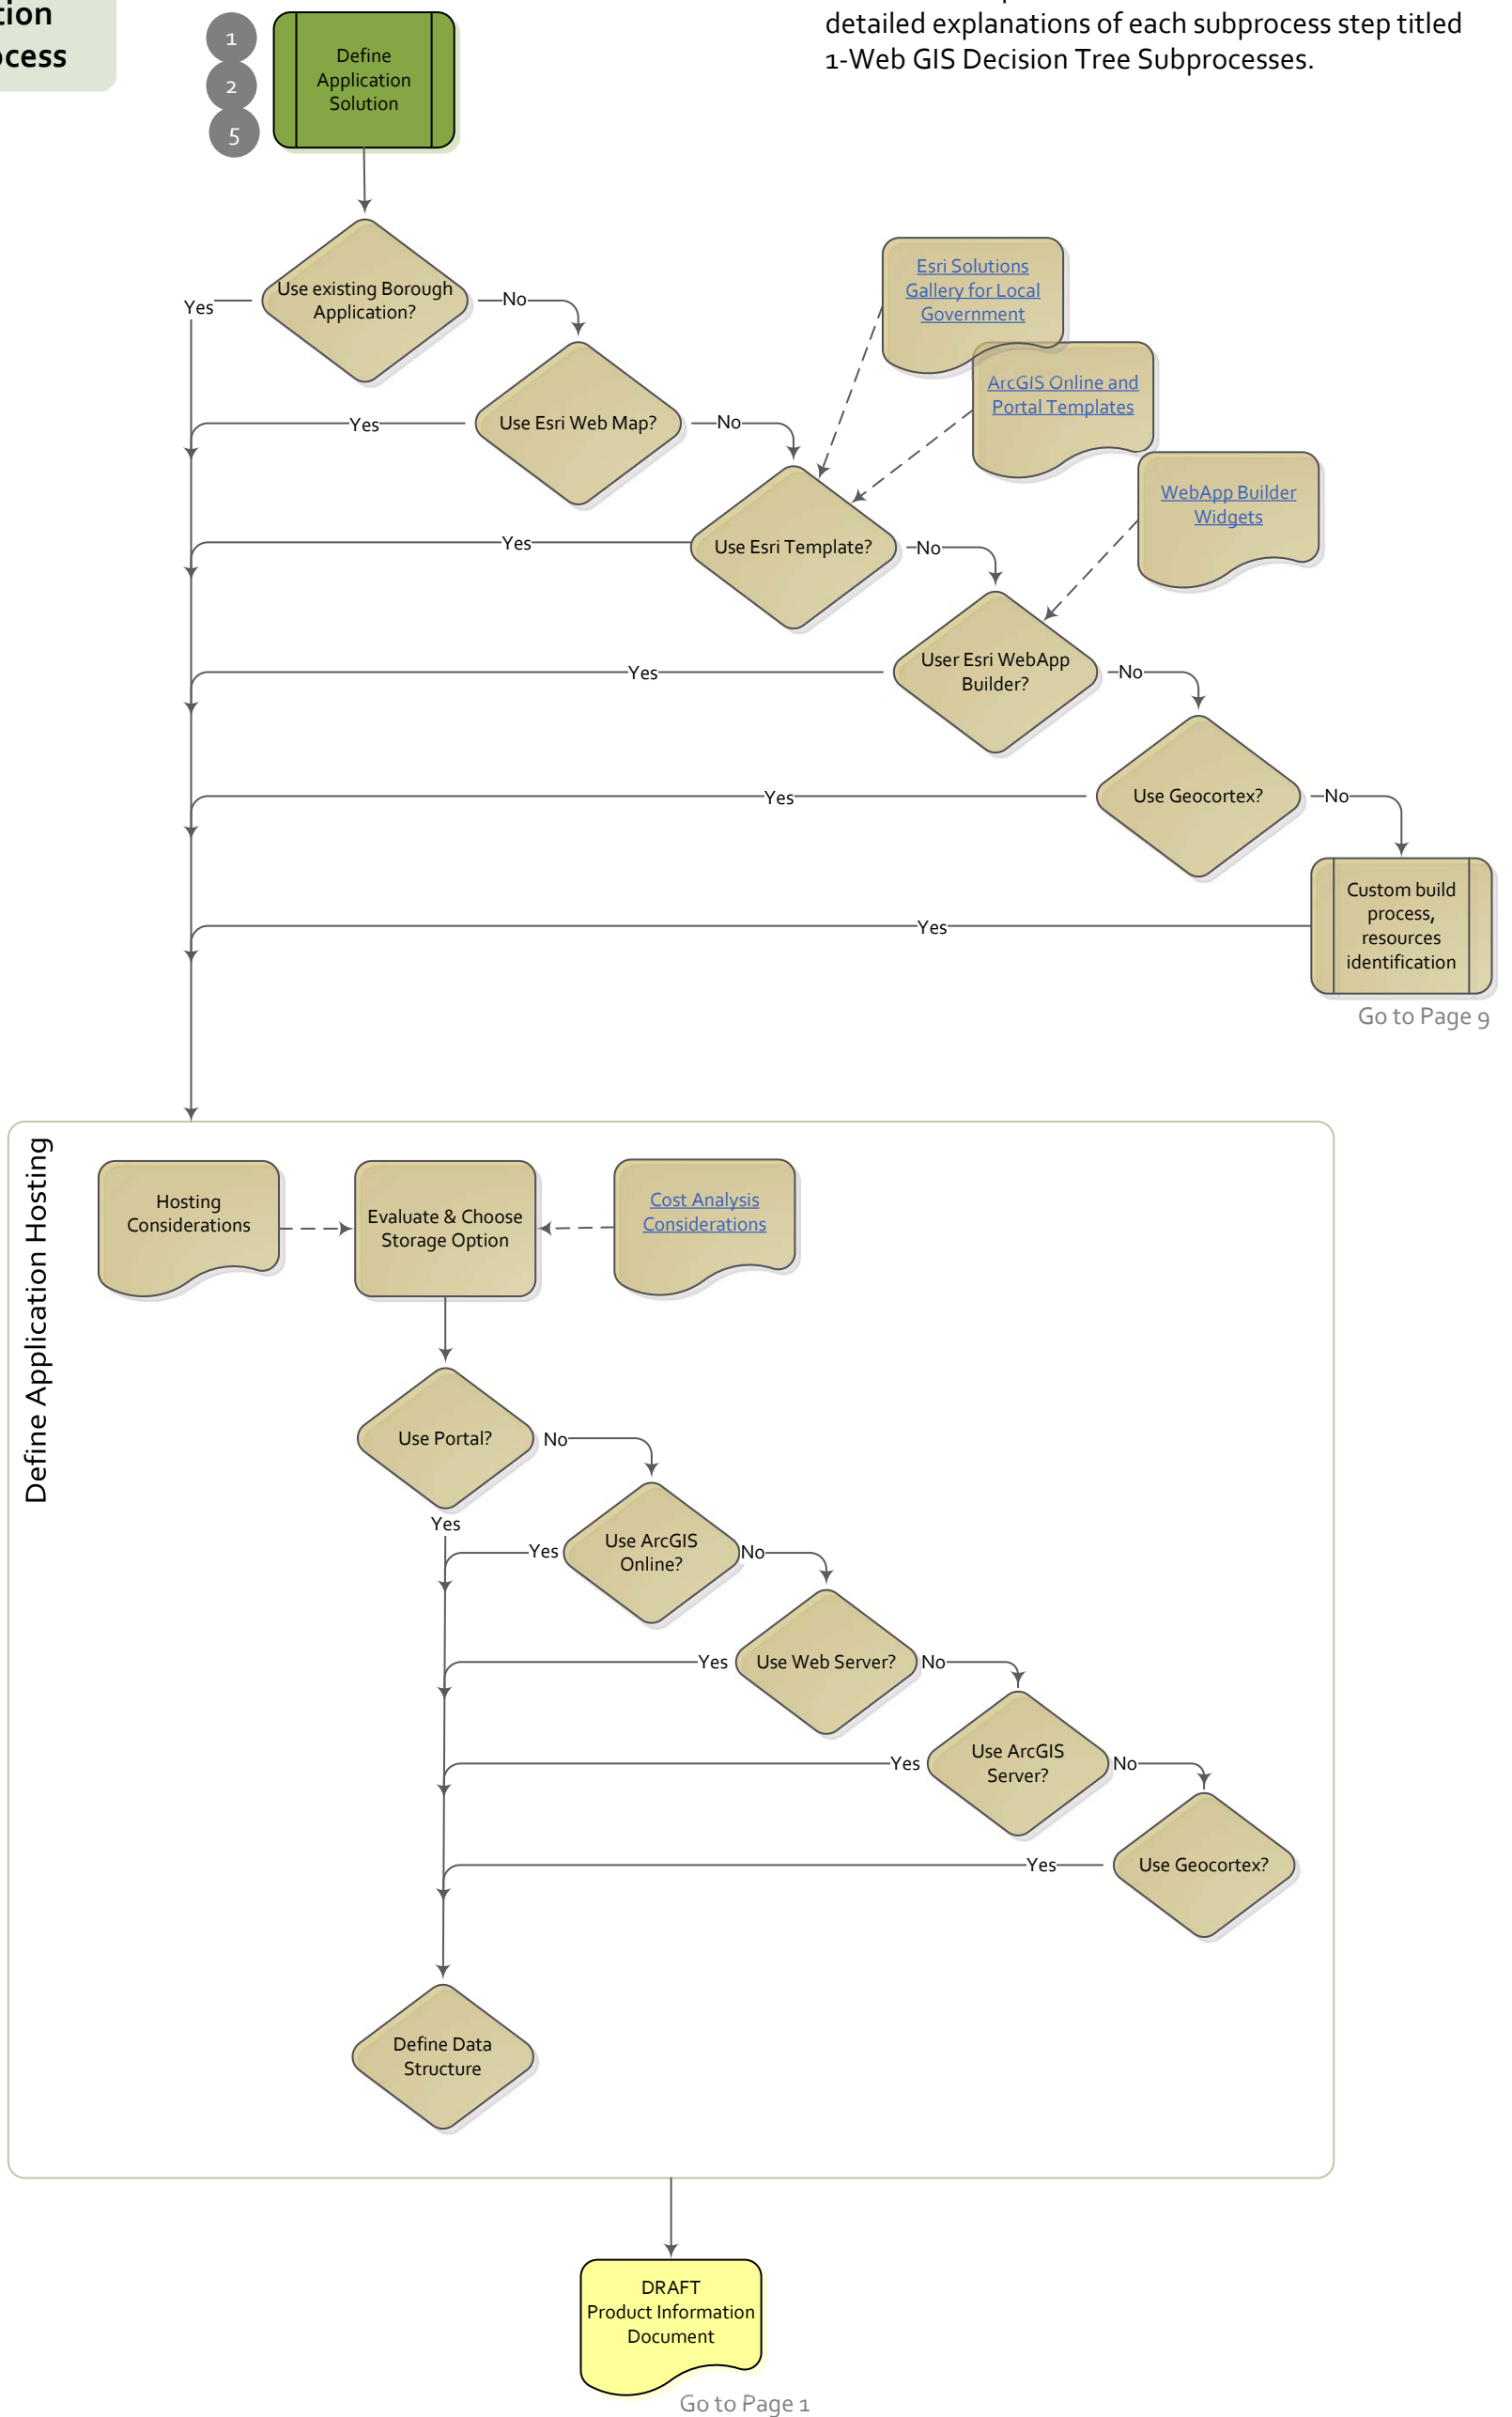 detailed explanations of each subprocess step titled
1-Web GIS Decision Tree Subprocesses.
1
2
5
Define
Application
Solution
Use existing Borough
Application?
Yes
No
Esri Solutions
Gallery for Local
Government
ArcGIS Online and
Portal Templates
Use Esri Web Map?
Yes
No
WebApp Builder
Widgets
Use Esri Template?
Yes
No
User Esri WebApp
Builder?
Yes
No
Use Geocortex?
Yes
No
Custom build
process,
resources
identification
Yes
Go to Page 9
Define Application Hosting
Hosting
Considerations
Evaluate & Choose
Storage Option
Cost Analysis
Considerations
Use Portal?
No
Yes
Use ArcGIS
Online?
Yes
No
Use Web Server?
Yes
No
Use ArcGIS
Server?
Yes
No
Use Geocortex?
Yes
Define Data
Structure
DRAFT
Product Information
Document
Go to Page 1